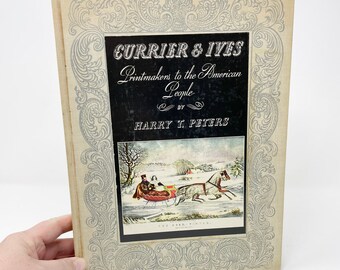 CURRIER & IVES
Printmakers to the American
People
BY
HARRY T. PETERS